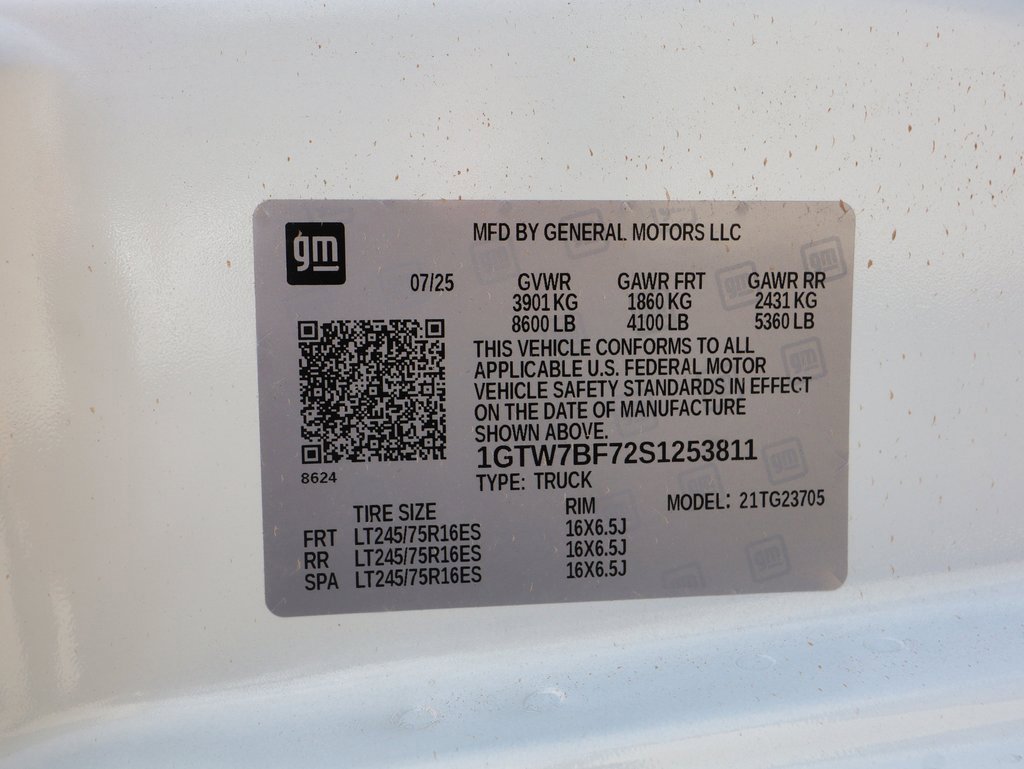 gm
MFD BY GENERAL MOTORS LLC
07/25
GVWR GAWR FRT GAWR RR
3901 KG 1860 KG 2431 KG
8600 LB 4100 LB 5360 LB
THIS VEHICLE CONFORMS TO ALL
APPLICABLE U.S. FEDERAL MOTOR
VEHICLE SAFETY STANDARDS IN EFFECT
ON THE DATE OF MANUFACTURE
SHOWN ABOVE.
1GTW7BF72S1253811
8624
TYPE: TRUCK
MODEL: 21TG23705
TIRE SIZE RIM
FRT LT245/75R16ES 16X6.5J
RR LT245/75R16ES 16X6.5J
SPA LT245/75R16ES 16X6.5J